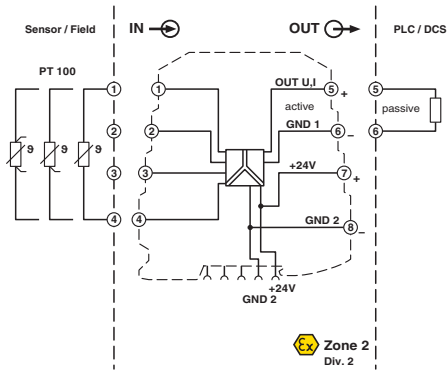 Sensor / Field
IN
OUT
PLC / DCS
PT 100
OUT U,I
1
1
5
+
5
active
passive
2
2
GND 1
6
–
6
ϑ
ϑ
ϑ
+24V
3
3
7
+
4
4
GND 2
8
–
+24V
GND 2
Ex
Zone 2
Div. 2